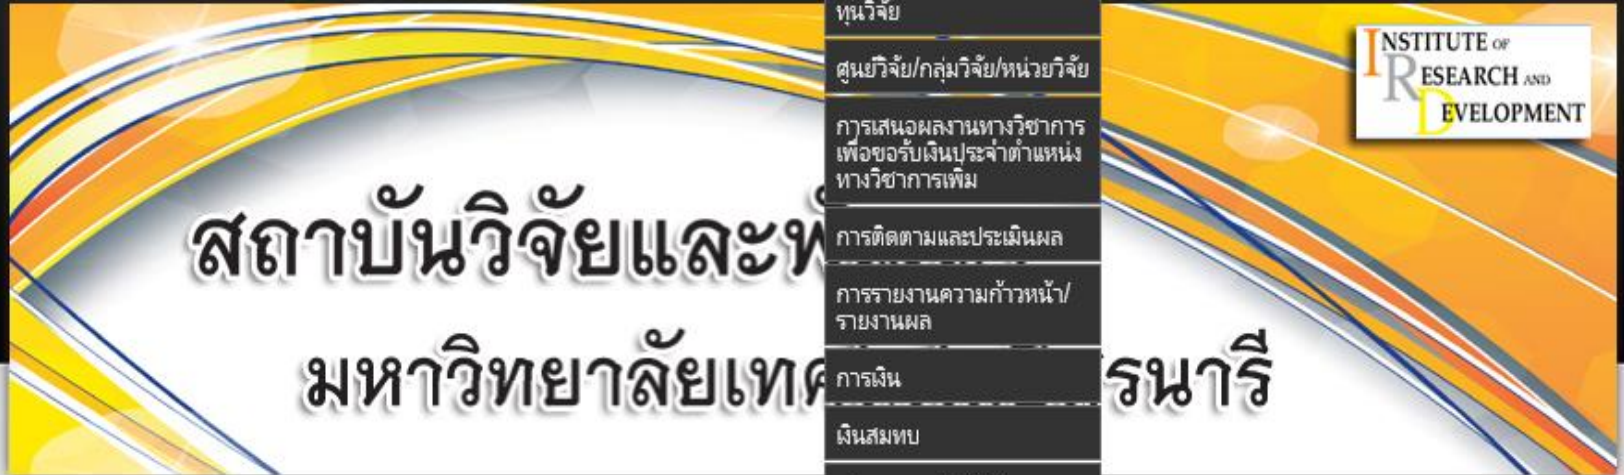 ทุนวิจัย
ศูนย์วิจัย/กลุ่มวิจัย/หน่วยวิจัย
การเสนอผลงานทางวิชาการ
เพื่อขอรับเงินประจำตำแหน่ง
ทางวิชาการเพิ่ม
การติดตามและประเมินผล
การรายงานความก้าวหน้า/
รายงานผล
การเงิน
เงินสมทบ
INSTITUTE OF
RESEARCH AND
DEVELOPMENT
สถาบันวิจัยและพ
มหาวิทยาลัยเท
รนารี